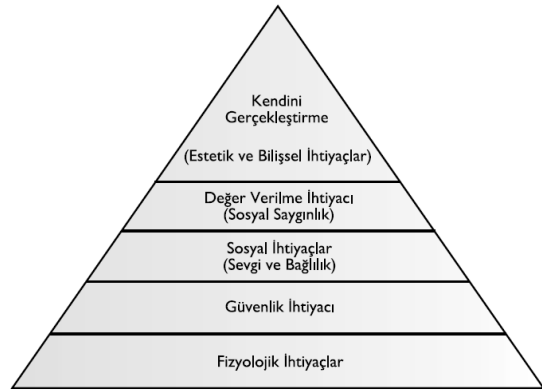 Kendini
Gerçekleştirme
(Estetik ve Bilişsel İhtiyaçlar)
Değer Verilme İhtiyacı
(Sosyal Saygınlık)
Sosyal İhtiyaçlar
(Sevgi ve Bağlılık)
Güvenlik İhtiyacı
Fizyolojik İhtiyaçlar